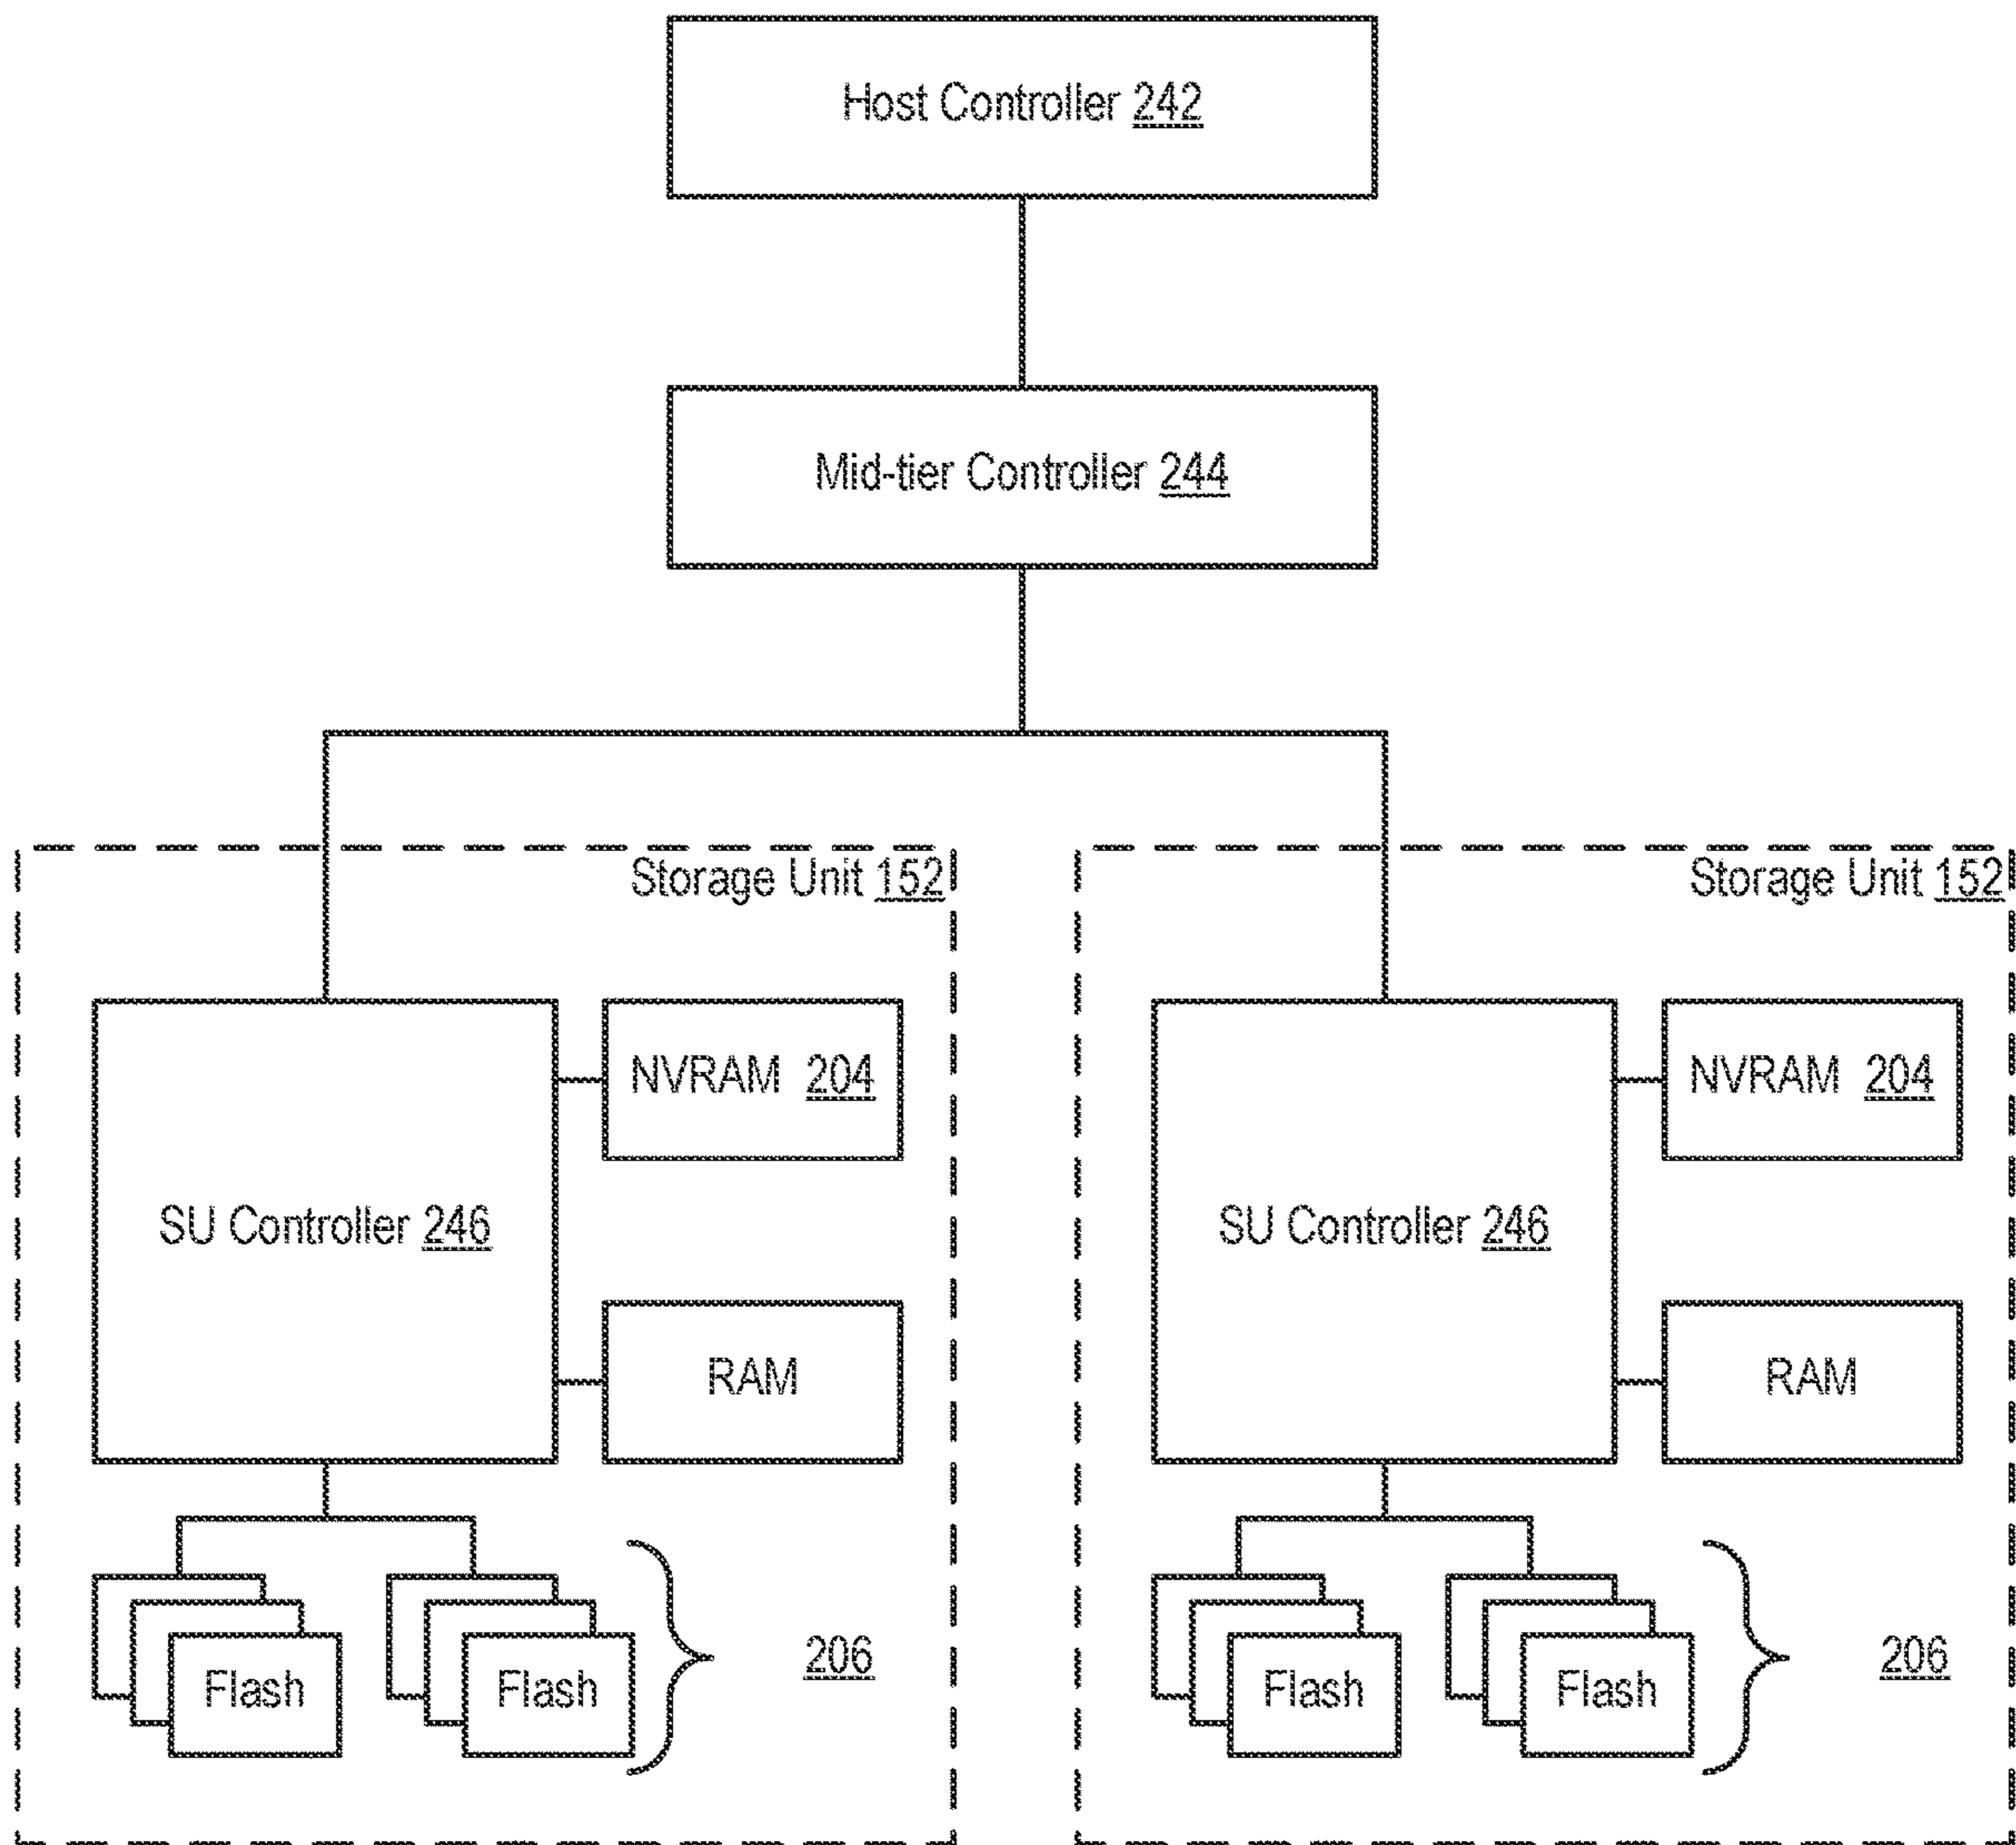 Host Controller 242
Mid-tier Controller 244
Storage Unit 152
NVRAM 204
SU Controller 246
RAM
Flash
Flash
206
Storage Unit 152
NVRAM 204
SU Controller 246
RAM
Flash
Flash
206